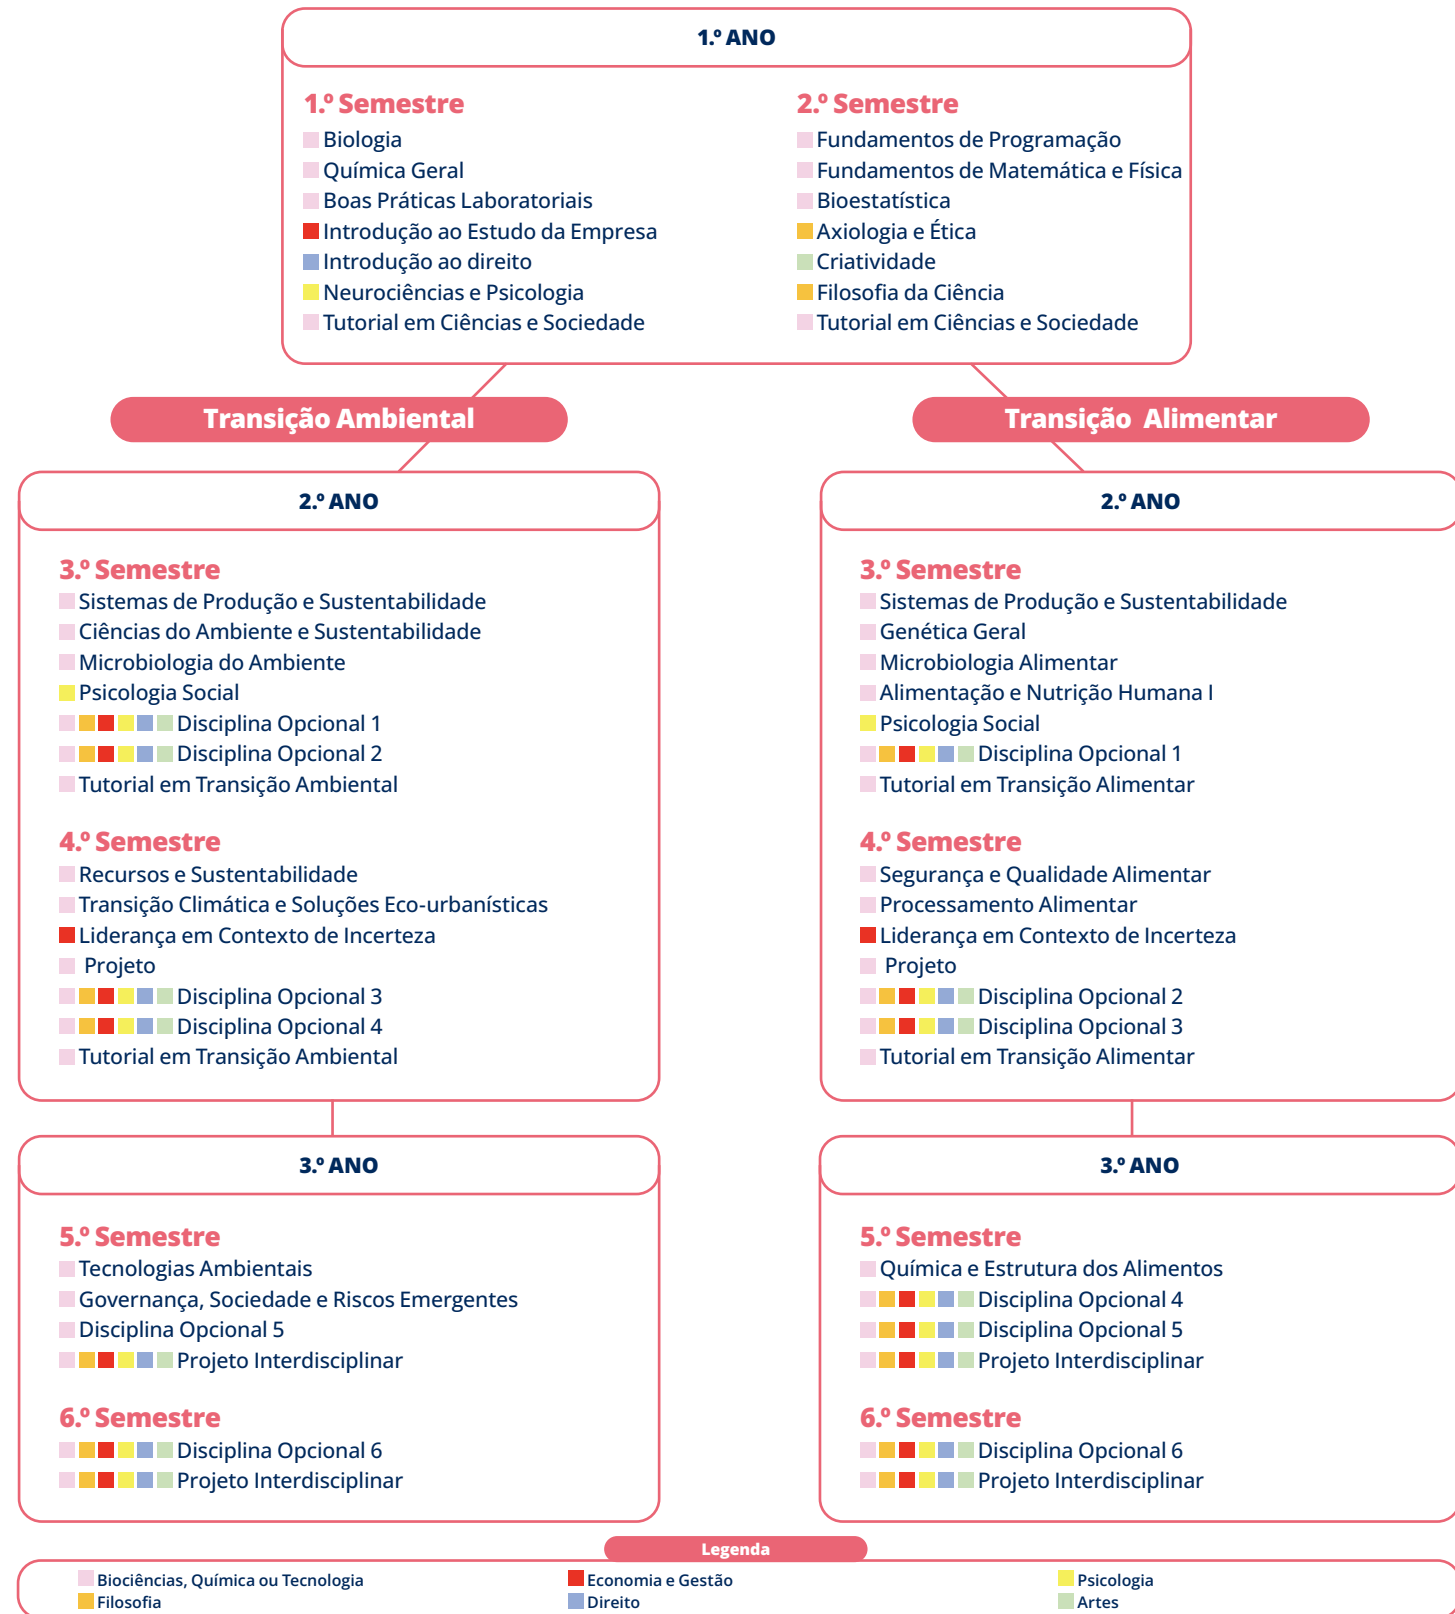 1.º ANO
1.º Semestre
Biologia
Química Geral
Boas Práticas Laboratoriais
Introdução ao Estudo da Empresa
Introdução ao direito
Neurociências e Psicologia
Tutorial em Ciências e Sociedade
2.º Semestre
Fundamentos de Programação
Fundamentos de Matemática e Física
Bioestatística
Axiologia e Ética
Criatividade
Filosofia da Ciência
Tutorial em Ciências e Sociedade
Transição Ambiental
2.º ANO
3.º Semestre
Sistemas de Produção e Sustentabilidade
Ciências do Ambiente e Sustentabilidade
Microbiologia do Ambiente
Psicologia Social
Disciplina Opcional 1
Disciplina Opcional 2
Tutorial em Transição Ambiental
4.º Semestre
Recursos e Sustentabilidade
Transição Climática e Soluções Eco-urbanísticas
Liderança em Contexto de Incerteza
Projeto
Disciplina Opcional 3
Disciplina Opcional 4
Tutorial em Transição Ambiental
3.º ANO
5.º Semestre
Tecnologias Ambientais
Governança, Sociedade e Riscos Emergentes
Disciplina Opcional 5
Projeto Interdisciplinar
6.º Semestre
Disciplina Opcional 6
Projeto Interdisciplinar
Transição Alimentar
2.º ANO
3.º Semestre
Sistemas de Produção e Sustentabilidade
Genética Geral
Microbiologia Alimentar
Alimentação e Nutrição Humana I
Psicologia Social
Disciplina Opcional 1
Tutorial em Transição Alimentar
4.º Semestre
Segurança e Qualidade Alimentar
Processamento Alimentar
Liderança em Contexto de Incerteza
Projeto
Disciplina Opcional 2
Disciplina Opcional 3
Tutorial em Transição Alimentar
3.º ANO
5.º Semestre
Química e Estrutura dos Alimentos
Disciplina Opcional 4
Disciplina Opcional 5
Projeto Interdisciplinar
6.º Semestre
Disciplina Opcional 6
Projeto Interdisciplinar
Legenda
Biociências, Química ou Tecnologia
Filosofia
Economia e Gestão
Direito
Psicologia
Artes